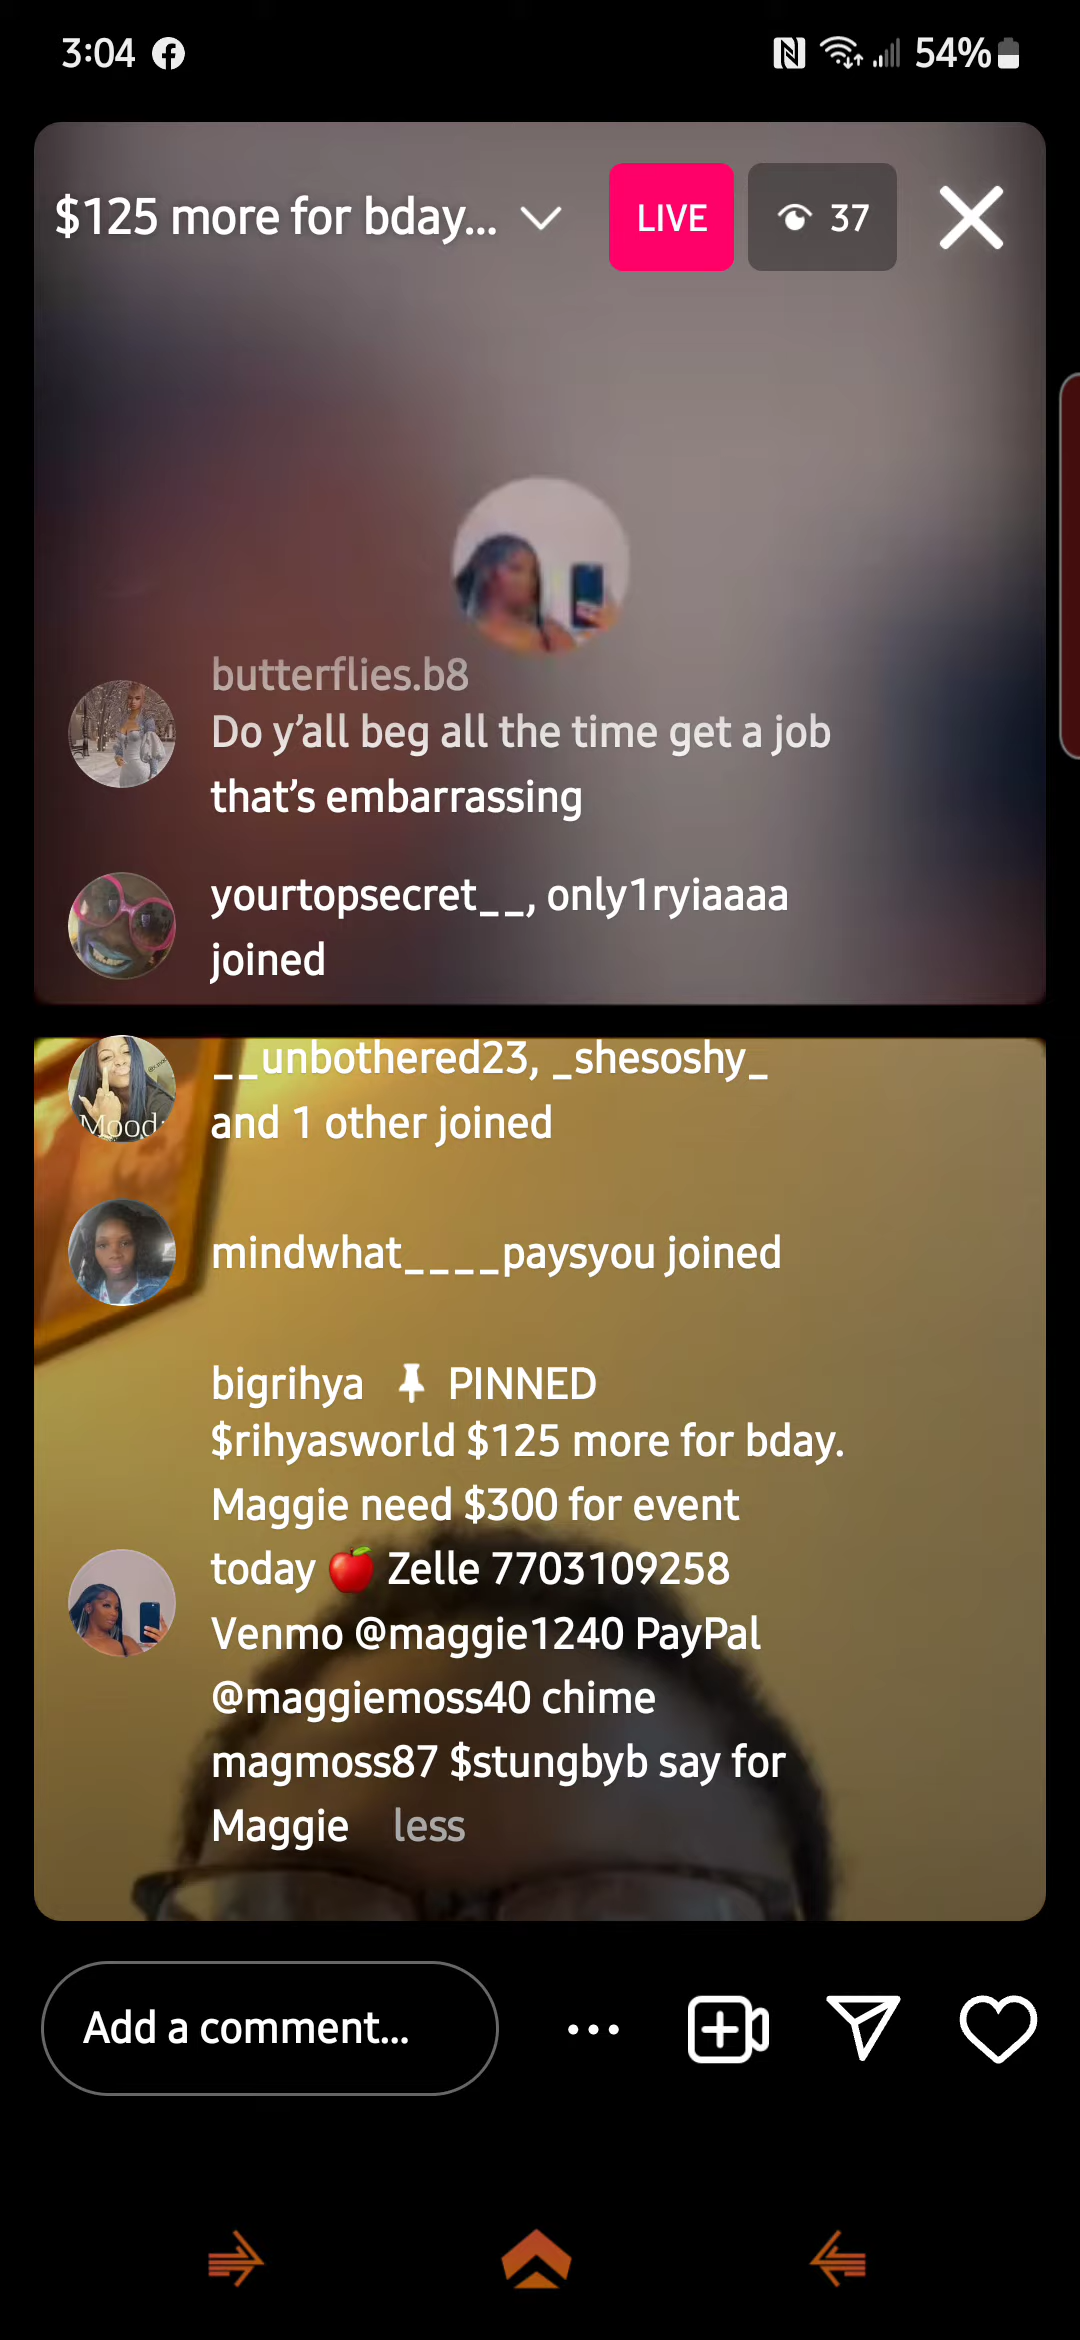 3:04 54%
$125 more for bday... LIVE 37
butterflies.b8
Do y'all beg all the time get a job
that's embarrassing
yourtopsecret__, only1ryiaaaa
joined
__unbothered23, _shesoshy_
and 1 other joined
Mood:
mindwhat____paysyou joined
bigrihya PINNED
$rihyasworld $125 more for bday.
Maggie need $300 for event
today 🍎 Zelle 7703109258
Venmo @maggie1240 PayPal
@maggiemoss40 chime
magmoss87 $stungbyb say for
Maggie less
Add a comment...